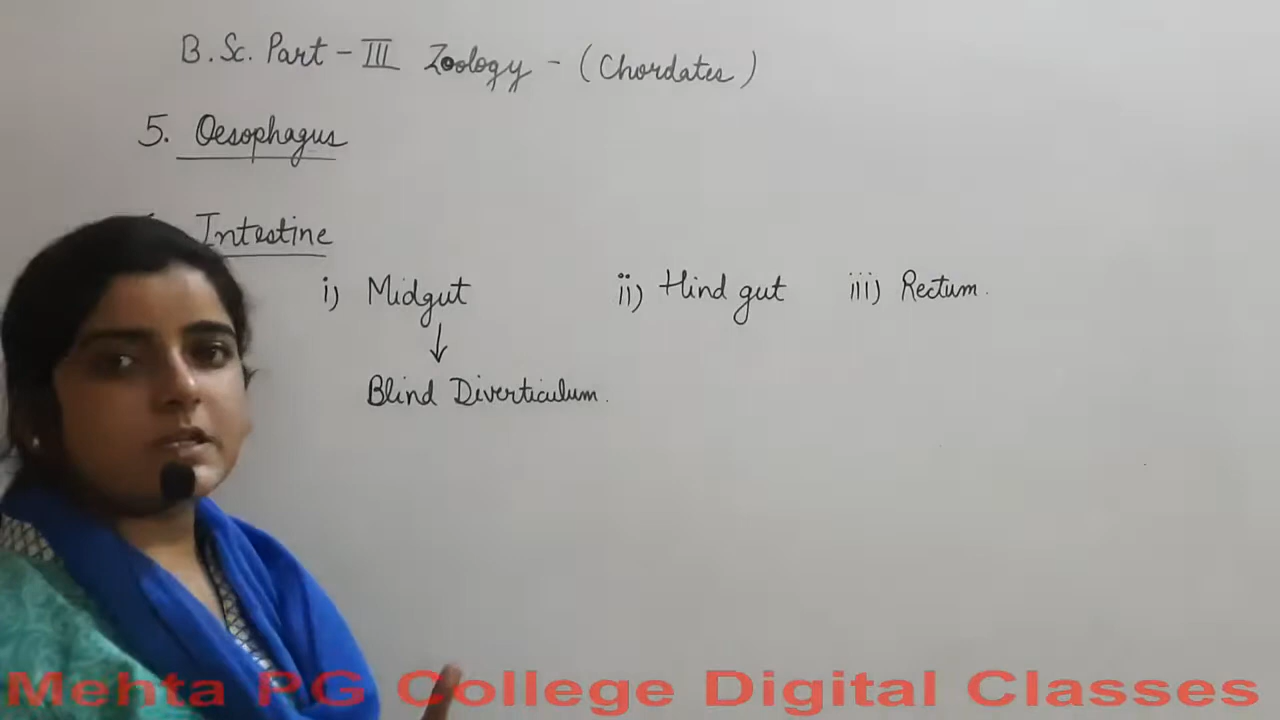 B. Sc. Part - III Zoology - (Chordates)
5. Oesophagus
Intestine
i) Midgut ii) Hind gut iii) Rectum.
↓
Blind Diverticulum.
Mehta PG College Digital Classes